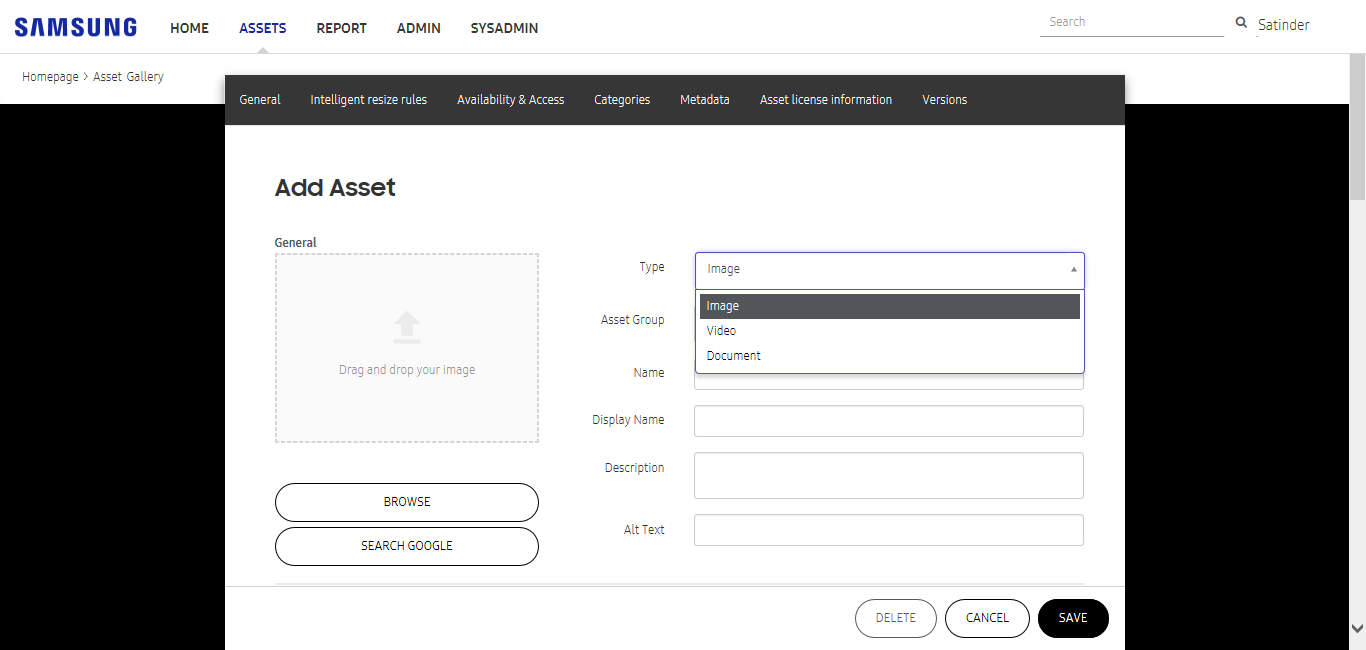 SAMSUNG HOME ASSETS REPORT ADMIN SYSADMIN Search Satinder
Homepage > Asset Gallery
General Intelligent resize rules Availability & Access Categories Metadata Asset license information Versions
Add Asset
General
Drag and drop your image
BROWSE
SEARCH GOOGLE
Type Image
Image
Asset Group
Video
Document
Name
Display Name
Description
Alt Text
DELETE CANCEL SAVE